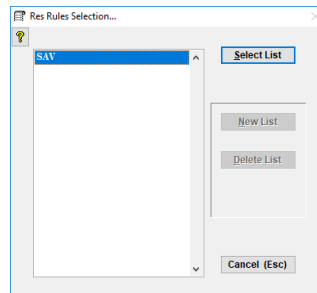 Res Rules Selection...
?
SAV
Select List
New List
Delete List
Cancel (Esc)